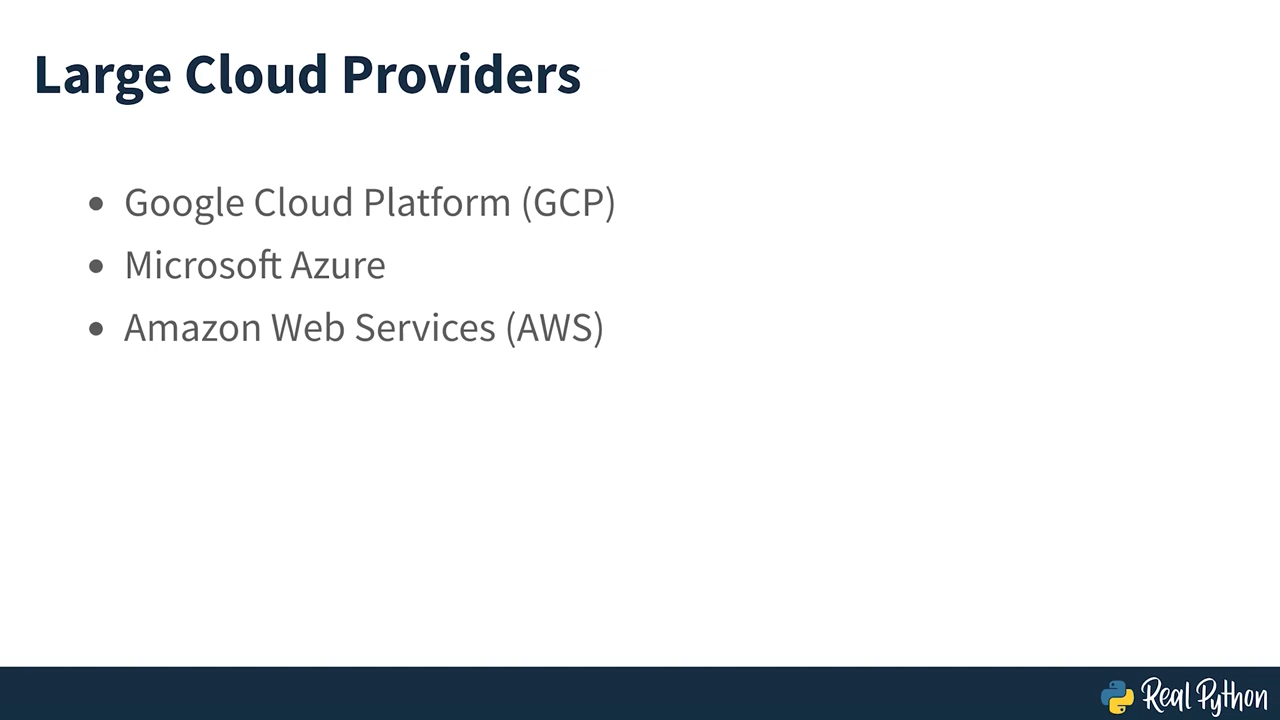 Large Cloud Providers
• Google Cloud Platform (GCP)
• Microsoft Azure
• Amazon Web Services (AWS)
Real Python